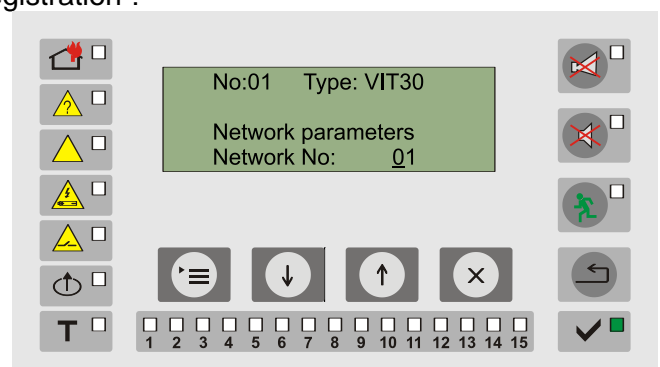 egistration".
No:01 Type: VIT30
Network parameters
Network No: 01
?
T
1 2 3 4 5 6 7 8 9 10 11 12 13 14 15